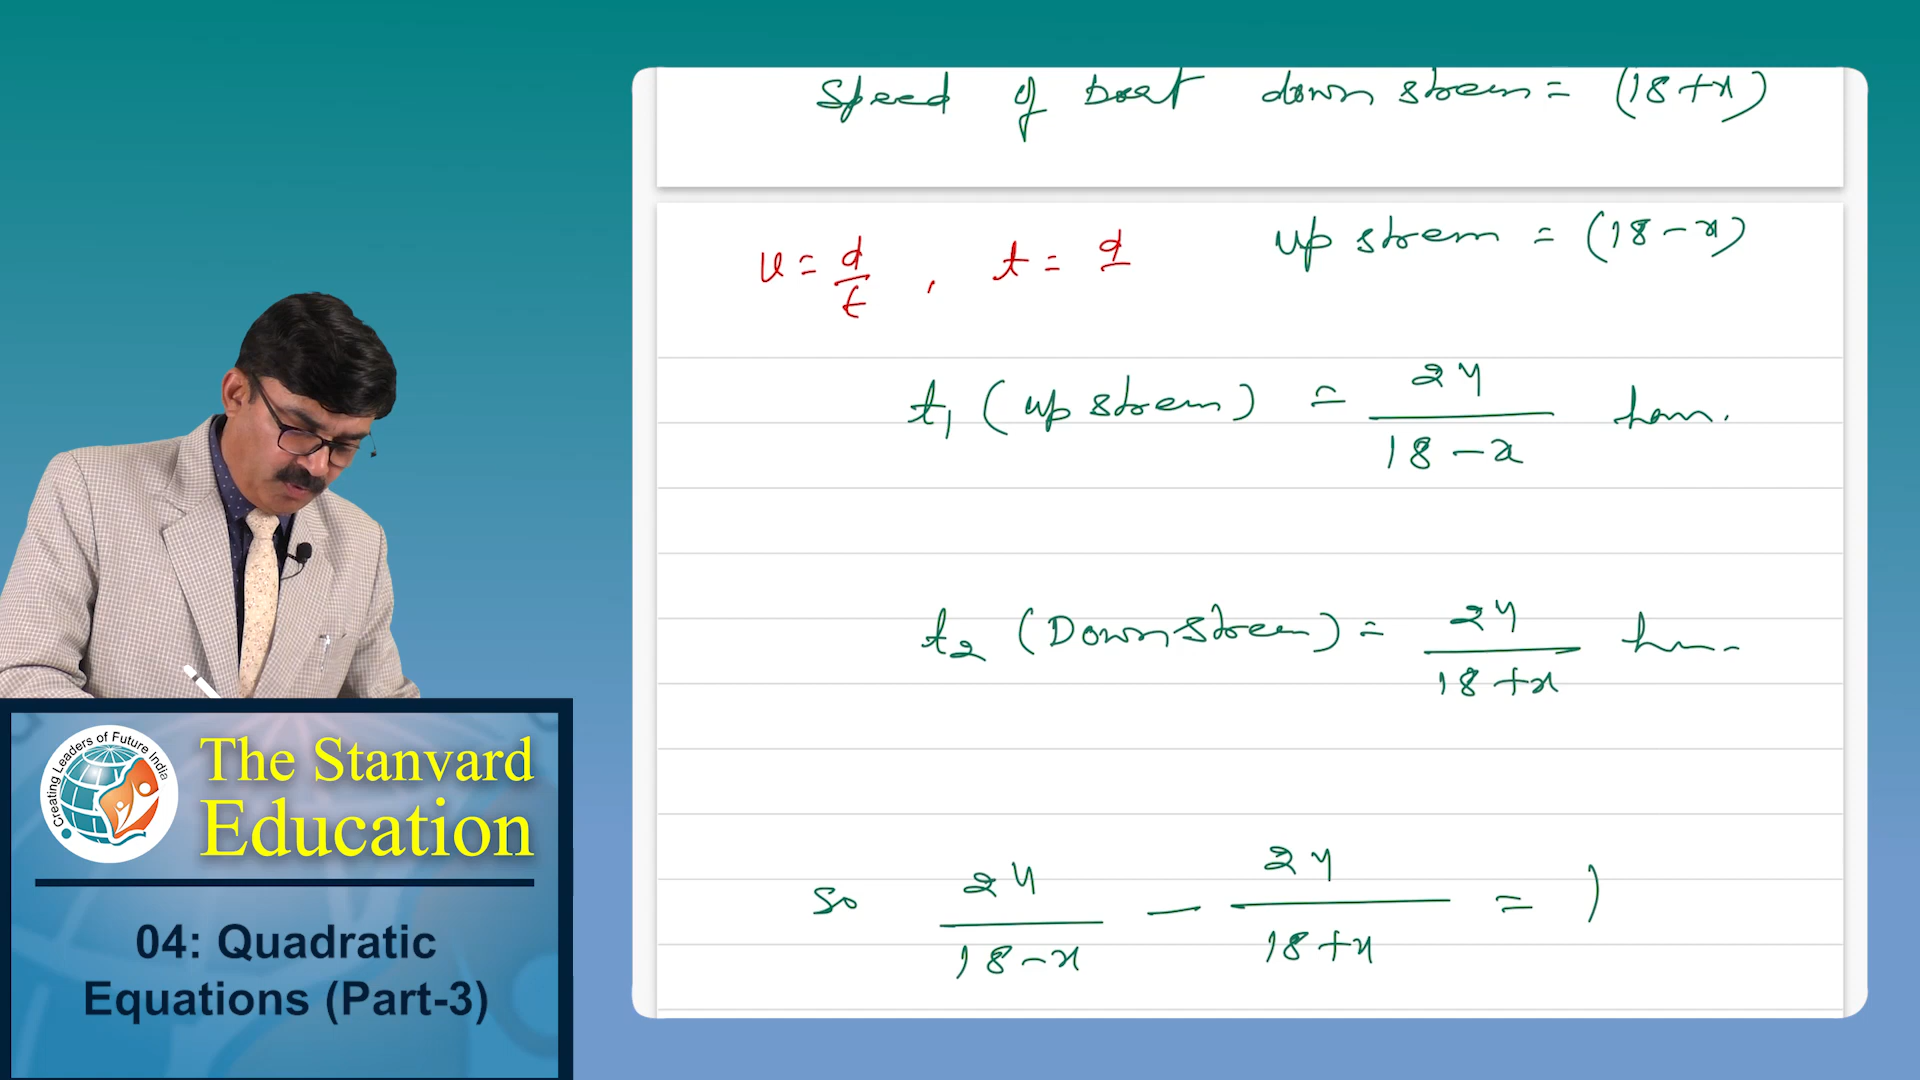 Speed of boat down stream = (18+x)
up stream = (18-x)
v = d/t , t = d
t1 (up stream) = 24/18-x hour.
t2 (Down stream) = 24/18+x hr.
So 24/18-x - 24/18+x = 1
Creating Leaders of Future India
The Stanvard
Education
04: Quadratic
Equations (Part-3)